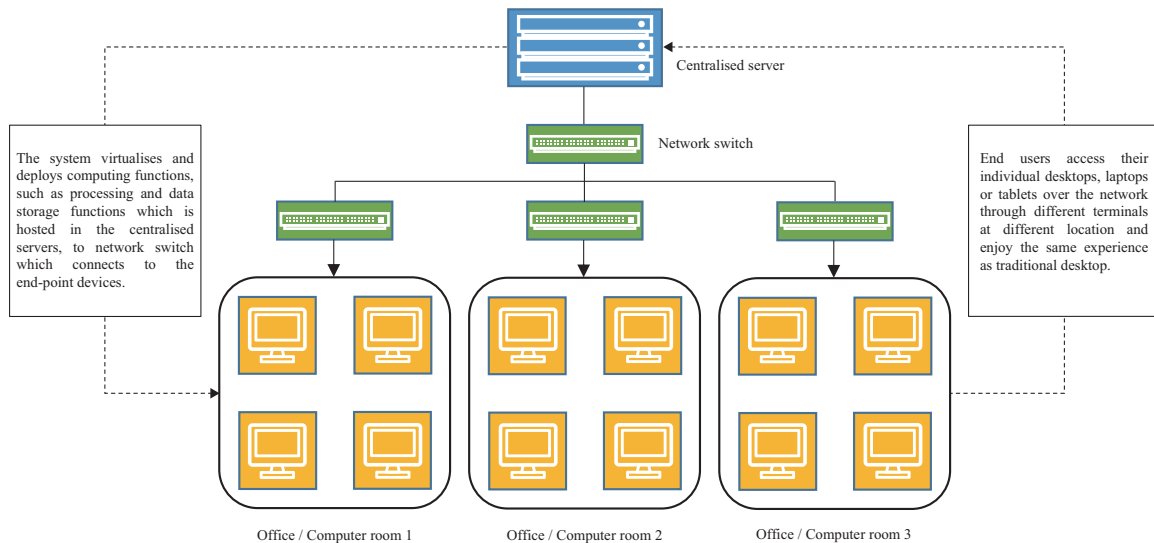 Centralised server
Network switch
The system virtualises and
deploys computing functions,
such as processing and data
storage functions which is
hosted in the centralised
servers, to network switch
which connects to the
end-point devices.
End users access their
individual desktops, laptops
or tablets over the network
through different terminals
at different location and
enjoy the same experience
as traditional desktop.
Office / Computer room 1
Office / Computer room 2
Office / Computer room 3